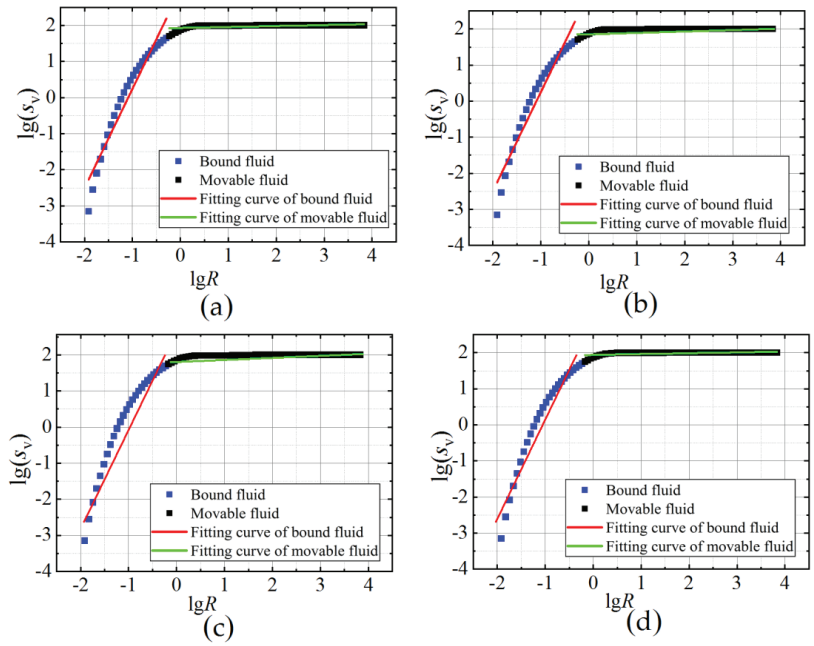 2
1
0
-1
-2
-3
-4
lg(sv)
Bound fluid
Movable fluid
Fitting curve of bound fluid
Fitting curve of movable fluid
-2 -1 0 1 2 3 4
lgR
(a)
2
1
0
-1
-2
-3
-4
lg(sv)
Bound fluid
Movable fluid
Fitting curve of bound fluid
Fitting curve of movable fluid
-2 -1 0 1 2 3 4
lgR
(b)
2
1
0
-1
-2
-3
-4
lg(sv)
Bound fluid
Movable fluid
Fitting curve of bound fluid
Fitting curve of movable fluid
-2 -1 0 1 2 3 4
lgR
(c)
2
1
0
-1
-2
-3
-4
lg(sv)
Bound fluid
Movable fluid
Fitting curve of bound fluid
Fitting curve of movable fluid
-2 -1 0 1 2 3 4
lgR
(d)